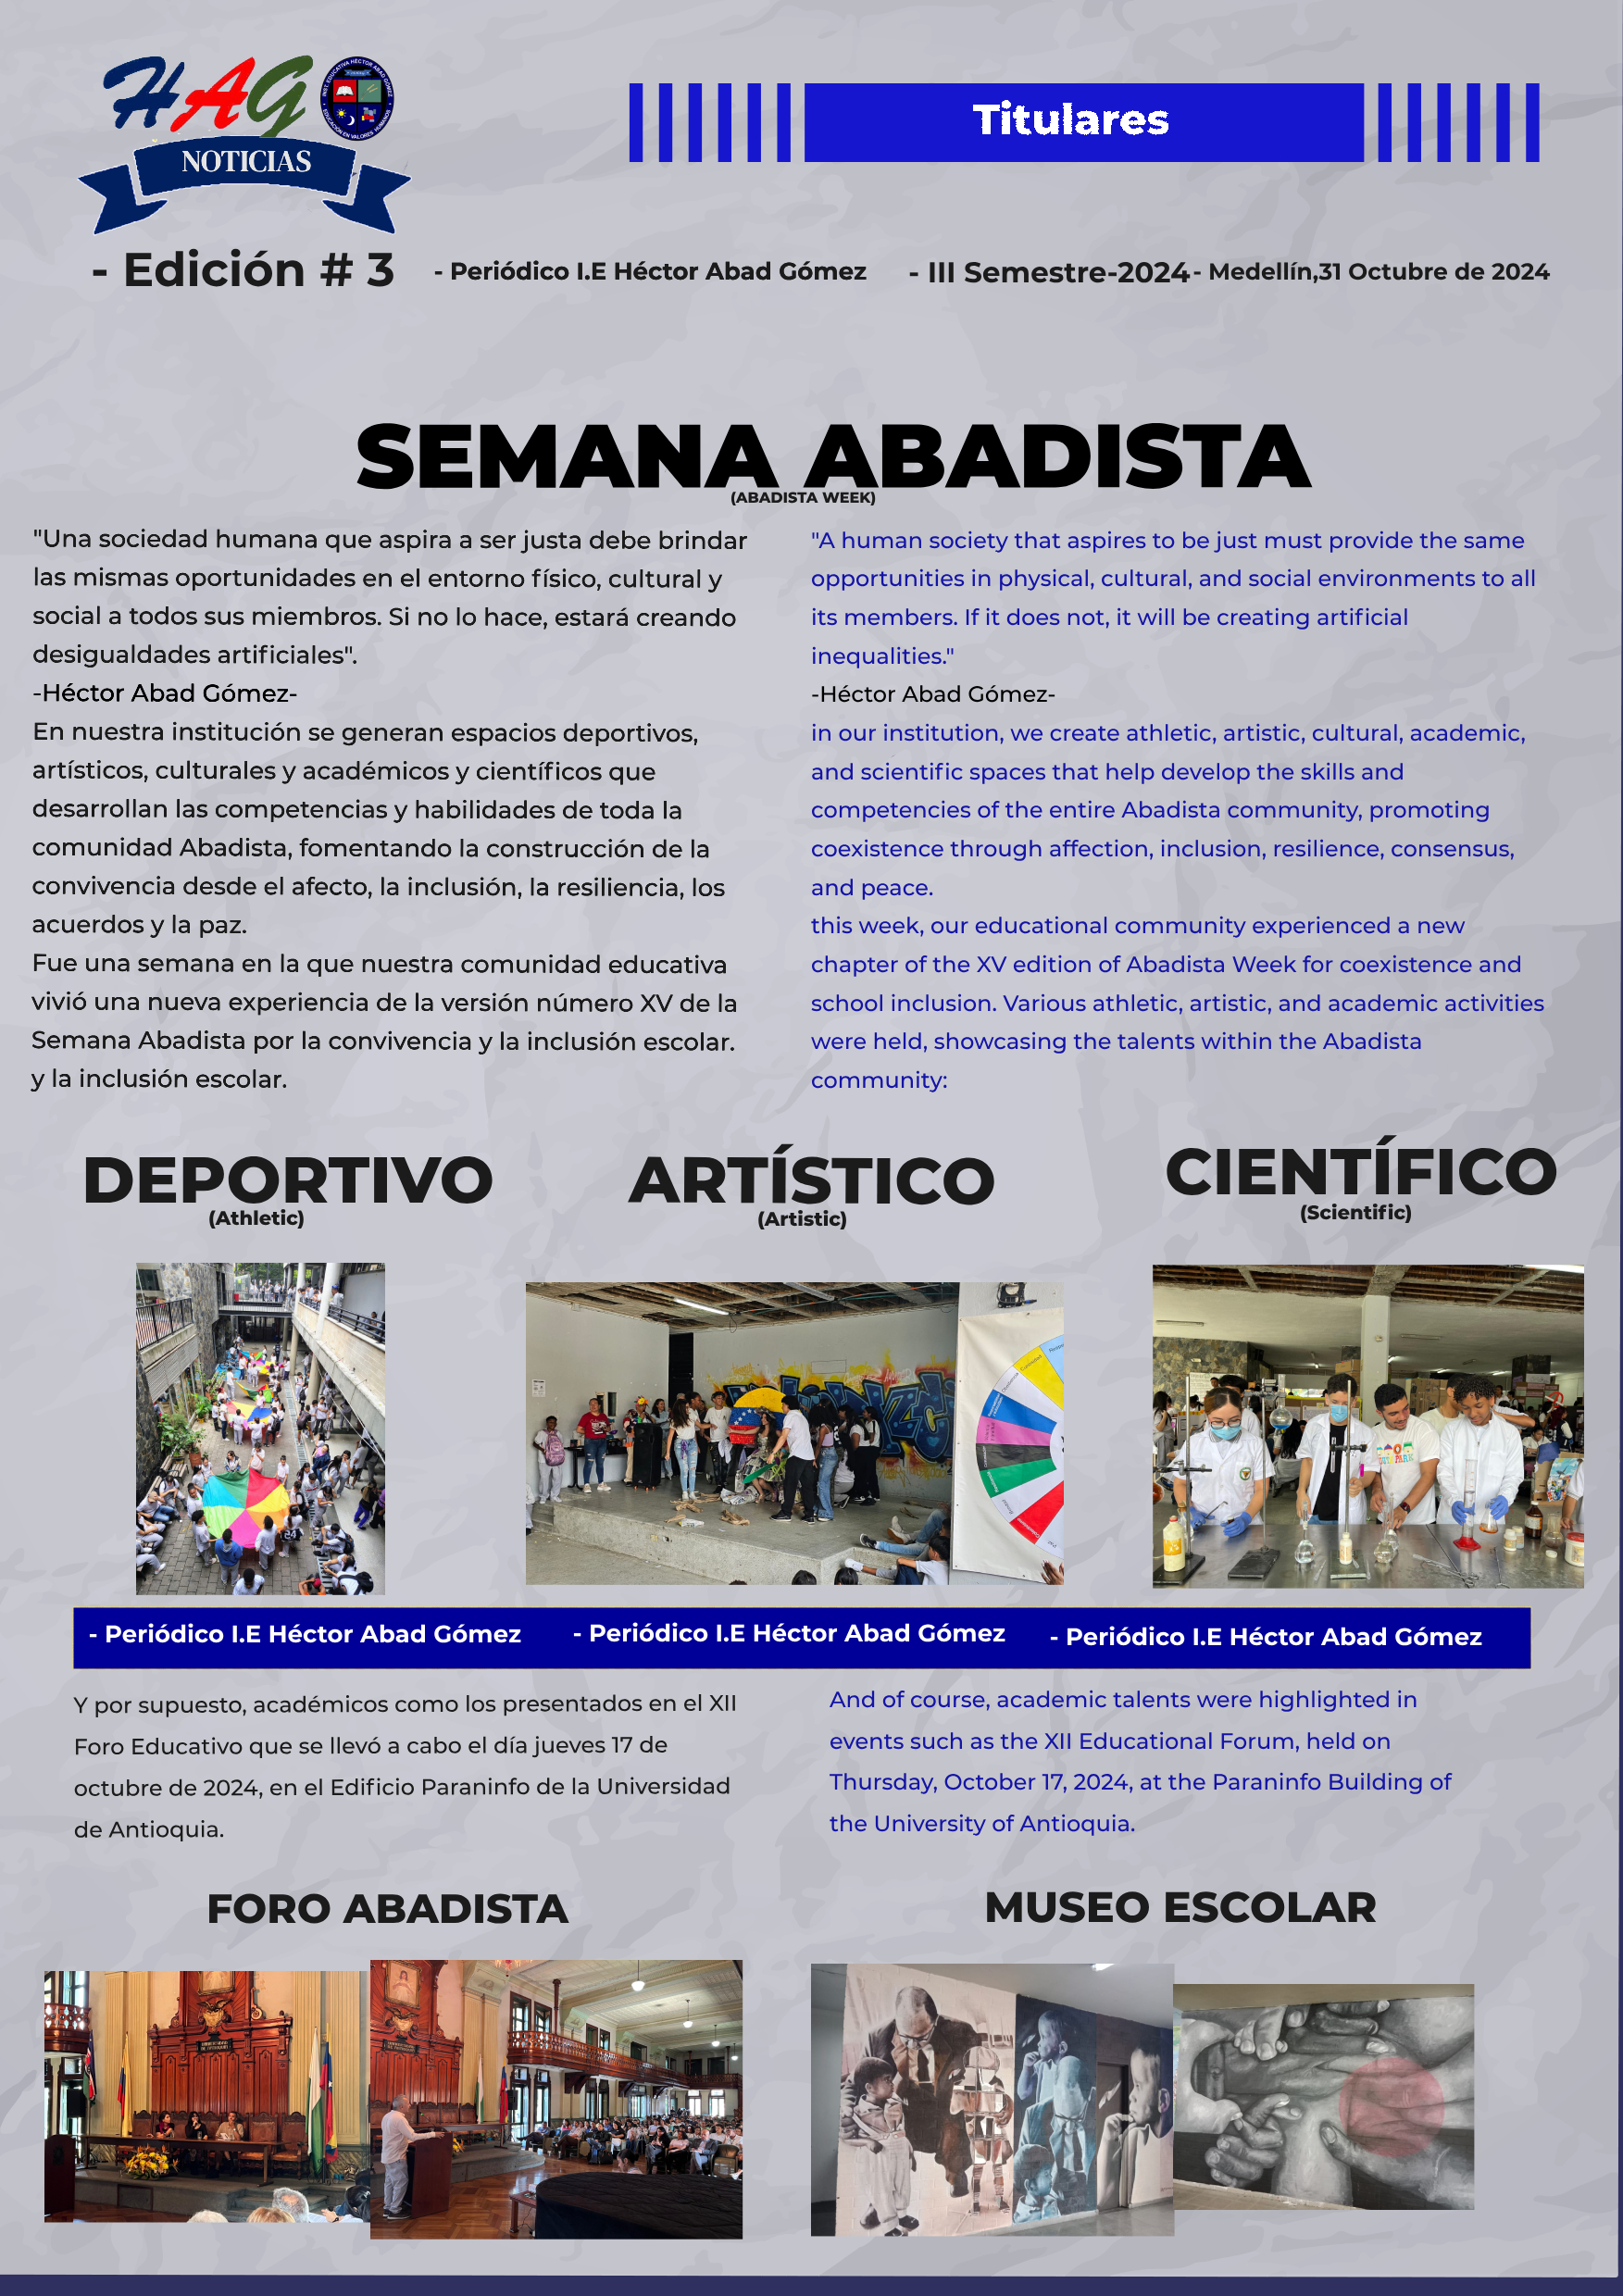 HAG
INST. EDUCATIVA HÉCTOR ABAD GÓMEZ
EDUCACIÓN EN VALORES HUMANOS
NOTICIAS
Titulares
- Edición # 3
- Periódico I.E Héctor Abad Gómez
- III Semestre-2024
- Medellín,31 Octubre de 2024
SEMANA ABADISTA
(ABADISTA WEEK)
"Una sociedad humana que aspira a ser justa debe brindar
las mismas oportunidades en el entorno físico, cultural y
social a todos sus miembros. Si no lo hace, estará creando
desigualdades artificiales".
-Héctor Abad Gómez-
En nuestra institución se generan espacios deportivos,
artísticos, culturales y académicos y científicos que
desarrollan las competencias y habilidades de toda la
comunidad Abadista, fomentando la construcción de la
convivencia desde el afecto, la inclusión, la resiliencia, los
acuerdos y la paz.
Fue una semana en la que nuestra comunidad educativa
vivió una nueva experiencia de la versión número XV de la
Semana Abadista por la convivencia y la inclusión escolar.
y la inclusión escolar.
"A human society that aspires to be just must provide the same
opportunities in physical, cultural, and social environments to all
its members. If it does not, it will be creating artificial
inequalities."
-Héctor Abad Gómez-
in our institution, we create athletic, artistic, cultural, academic,
and scientific spaces that help develop the skills and
competencies of the entire Abadista community, promoting
coexistence through affection, inclusion, resilience, consensus,
and peace.
this week, our educational community experienced a new
chapter of the XV edition of Abadista Week for coexistence and
school inclusion. Various athletic, artistic, and academic activities
were held, showcasing the talents within the Abadista
community:
DEPORTIVO
(Athletic)
ARTÍSTICO
(Artistic)
CIENTÍFICO
(Scientific)
- Periódico I.E Héctor Abad Gómez
- Periódico I.E Héctor Abad Gómez
- Periódico I.E Héctor Abad Gómez
Y por supuesto, académicos como los presentados en el XII
Foro Educativo que se llevó a cabo el día jueves 17 de
octubre de 2024, en el Edificio Paraninfo de la Universidad
de Antioquia.
And of course, academic talents were highlighted in
events such as the XII Educational Forum, held on
Thursday, October 17, 2024, at the Paraninfo Building of
the University of Antioquia.
FORO ABADISTA
MUSEO ESCOLAR